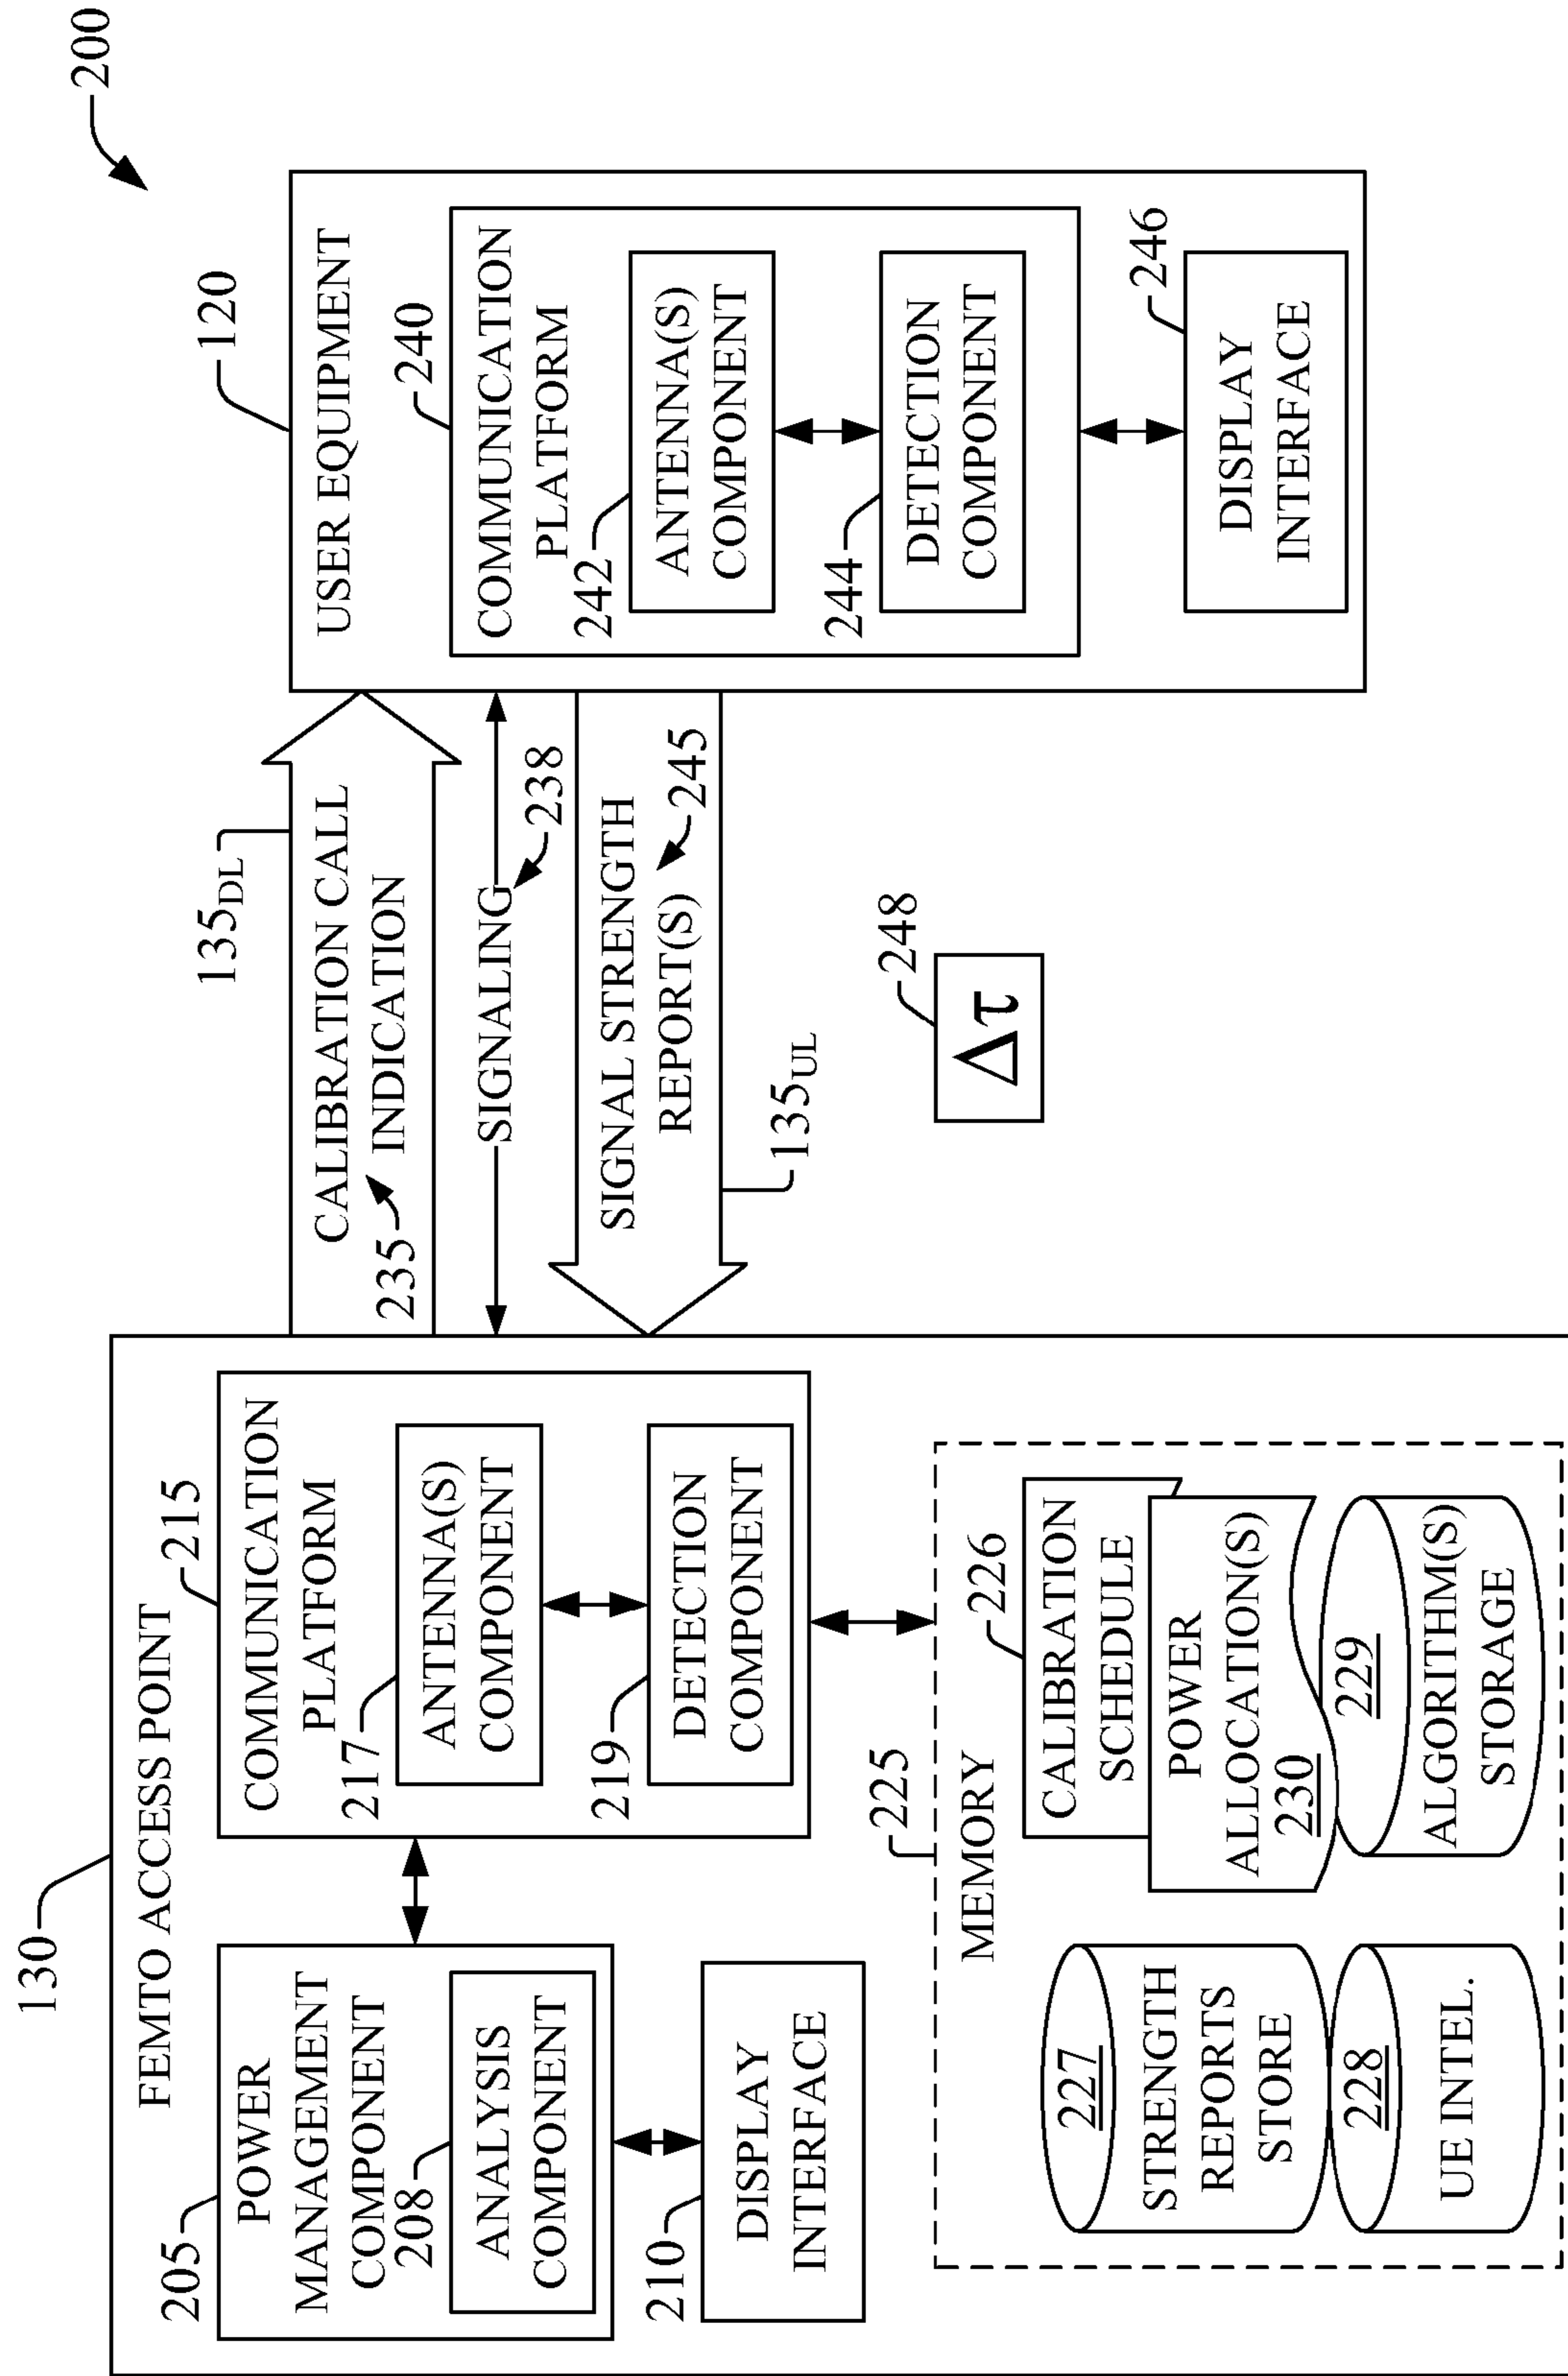 200
130
FEMTO ACCESS POINT
205
POWER
MANAGEMENT
COMPONENT
208
ANALYSIS
COMPONENT
210
DISPLAY
INTERFACE
215
COMMUNICATION
PLATFORM
217
ANTENNA(S)
COMPONENT
219
DETECTION
COMPONENT
225
MEMORY
227
STRENGTH
REPORTS
STORE
228
UE INTEL.
226
CALIBRATION
SCHEDULE
POWER
ALLOCATION(S)
230
229
ALGORITHM(S)
STORAGE
135DL
CALIBRATION CALL
235 INDICATION
SIGNALING
238
SIGNAL STRENGTH
REPORT(S) 245
135UL
248
Δτ
120
USER EQUIPMENT
240
COMMUNICATION
PLATFORM
242
ANTENNA(S)
COMPONENT
244
DETECTION
COMPONENT
246
DISPLAY
INTERFACE